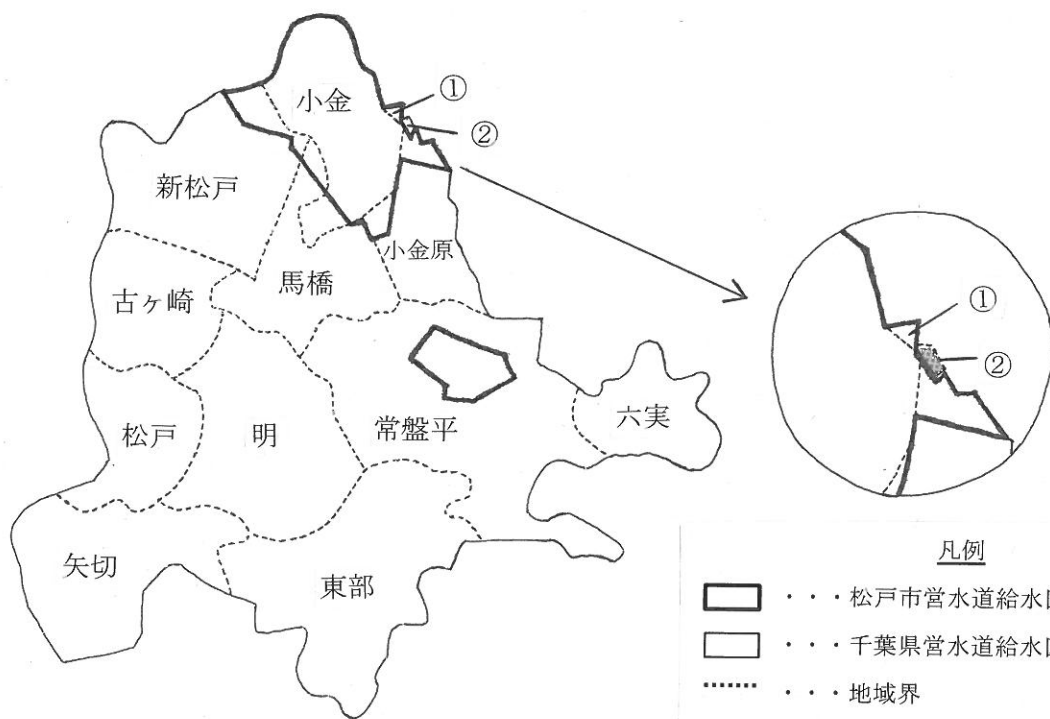 小金
①
②
新松戸
小金原
馬橋
古ヶ崎
①
②
松戸
明
常盤平
六実
矢切
東部
凡例
・・・松戸市営水道給水区
・・・千葉県営水道給水区
・・・地域界